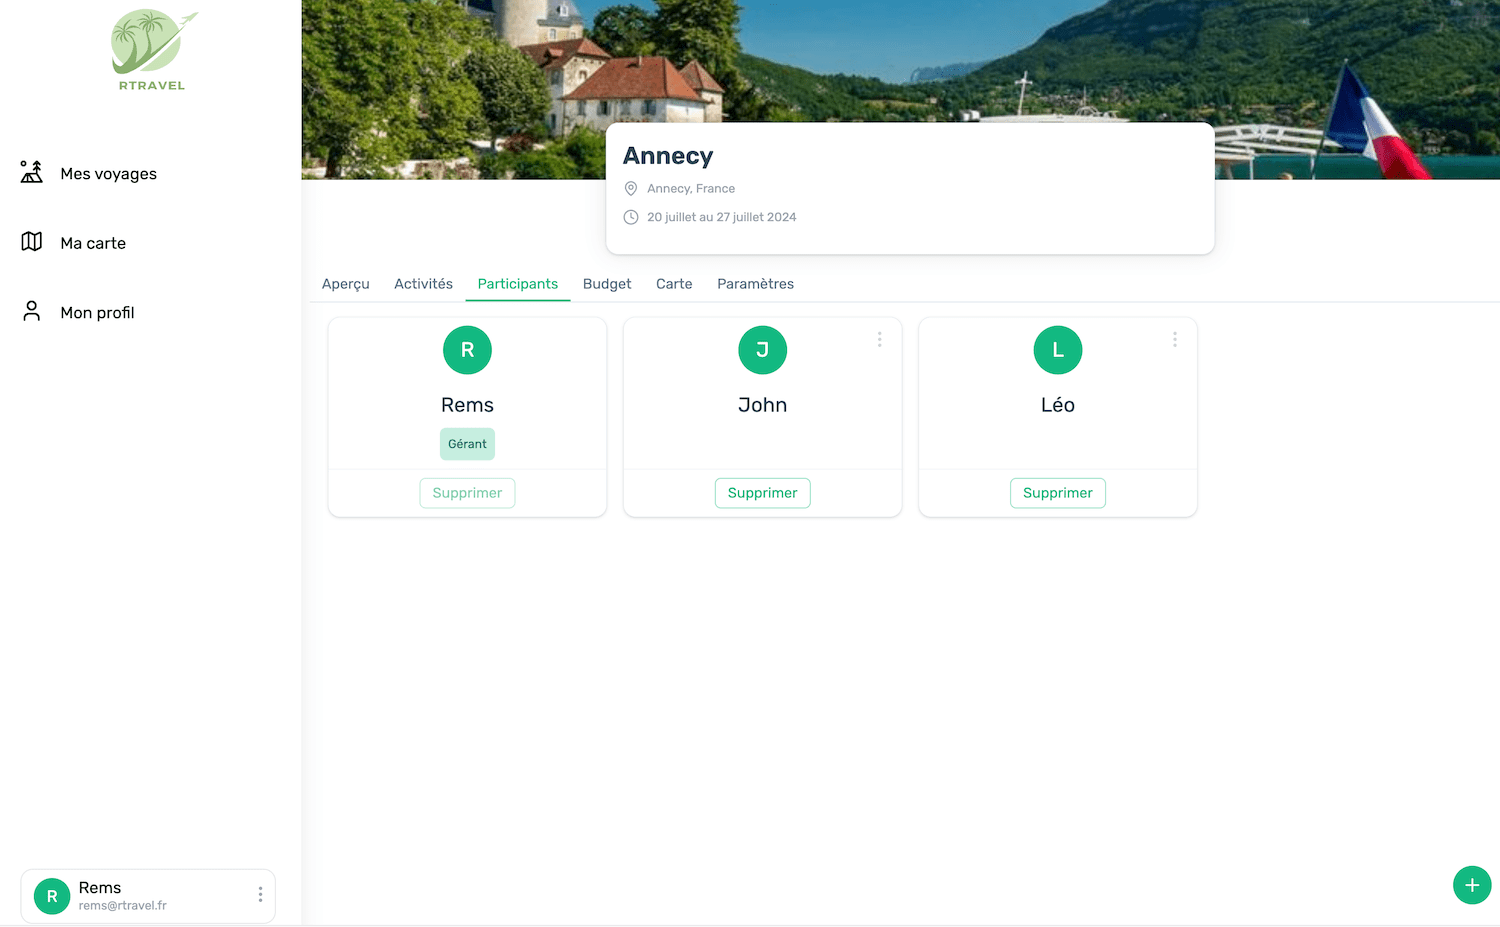 RTRAVEL
Mes voyages
Ma carte
Mon profil
Annecy
Annecy, France
20 juillet au 27 juillet 2024
Aperçu Activités Participants Budget Carte Paramètres
R J L
Rems John Léo
Gérant
Supprimer Supprimer Supprimer
R Rems
rems@rtravel.fr